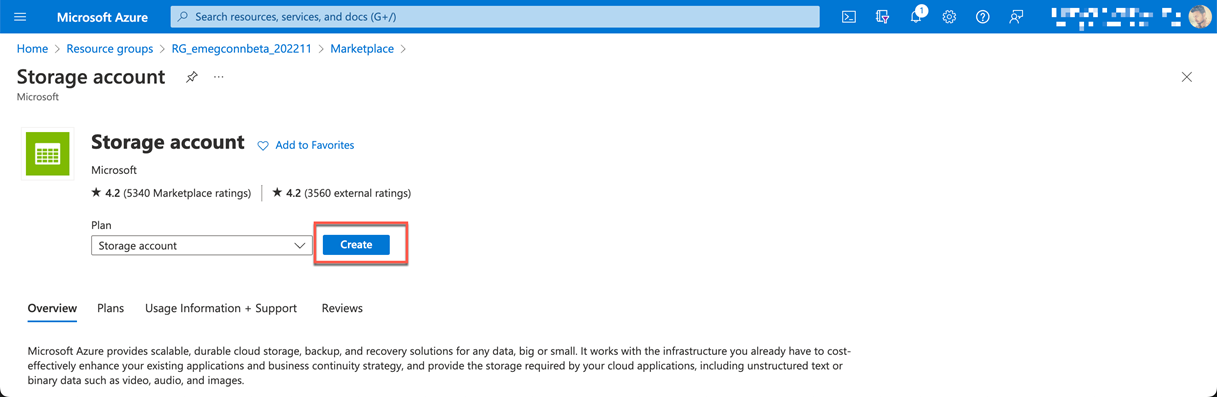 Microsoft Azure
Search resources, services, and docs (G+/)
1
Home > Resource groups > RG_emegconnbeta_202211 > Marketplace >
Storage account
Microsoft
Storage account
Add to Favorites
Microsoft
★ 4.2 (5340 Marketplace ratings) | ★ 4.2 (3560 external ratings)
Plan
Storage account
Create
Overview Plans Usage Information + Support Reviews
Microsoft Azure provides scalable, durable cloud storage, backup, and recovery solutions for any data, big or small. It works with the infrastructure you already have to cost-
effectively enhance your existing applications and business continuity strategy, and provide the storage required by your cloud applications, including unstructured text or
binary data such as video, audio, and images.